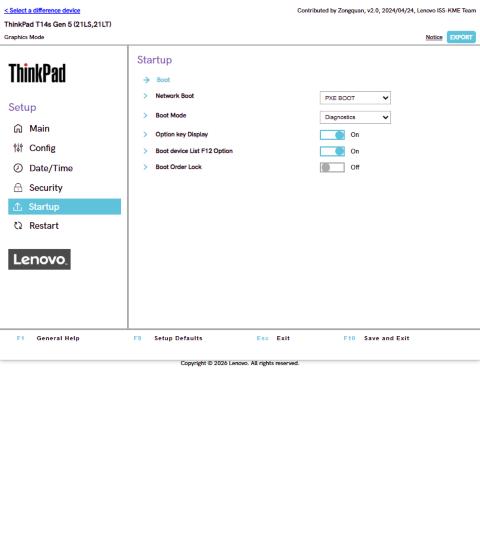 < Select a difference device
Contributed by Zongquan, v2.0, 2024/04/24, Lenovo ISS-KME Team
ThinkPad T14s Gen 5 (21LS,21LT)
Graphics Mode
Notice EXPORT
ThinkPad
Setup
Main
Config
Date/Time
Security
Startup
Restart
Lenovo
Startup
Boot
Network Boot PXE BOOT
Boot Mode Diagnostics
Option key Display On
Boot device List F12 Option On
Boot Order Lock Off
F1 General Help F9 Setup Defaults Esc Exit F10 Save and Exit
Copyright © 2026 Lenovo. All rights reserved.